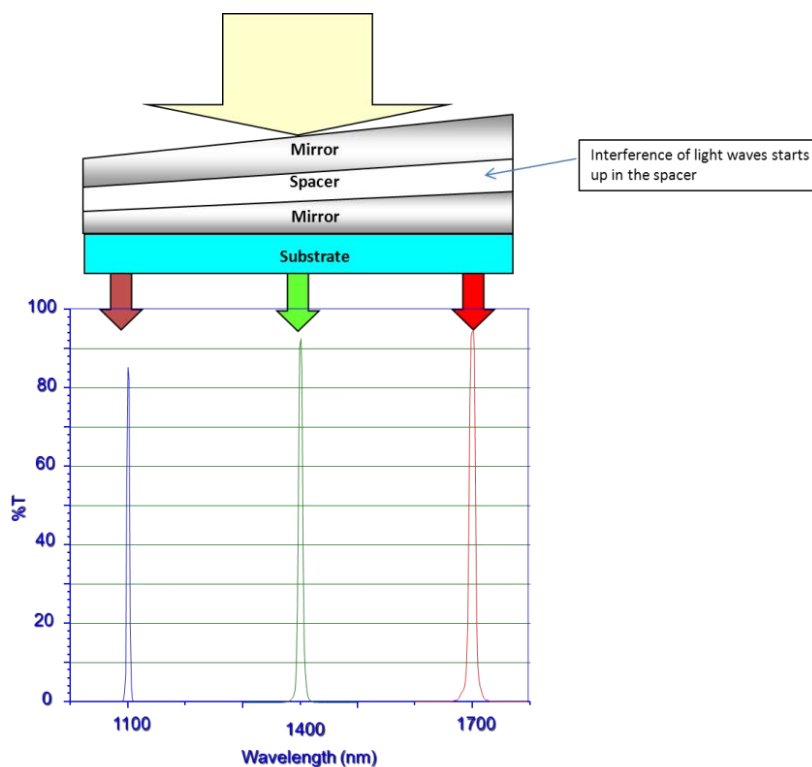 Mirror
Spacer
Mirror
Substrate
Interference of light waves starts
up in the spacer
100
80
60
40
20
0
%T
1100 1400 1700
Wavelength (nm)